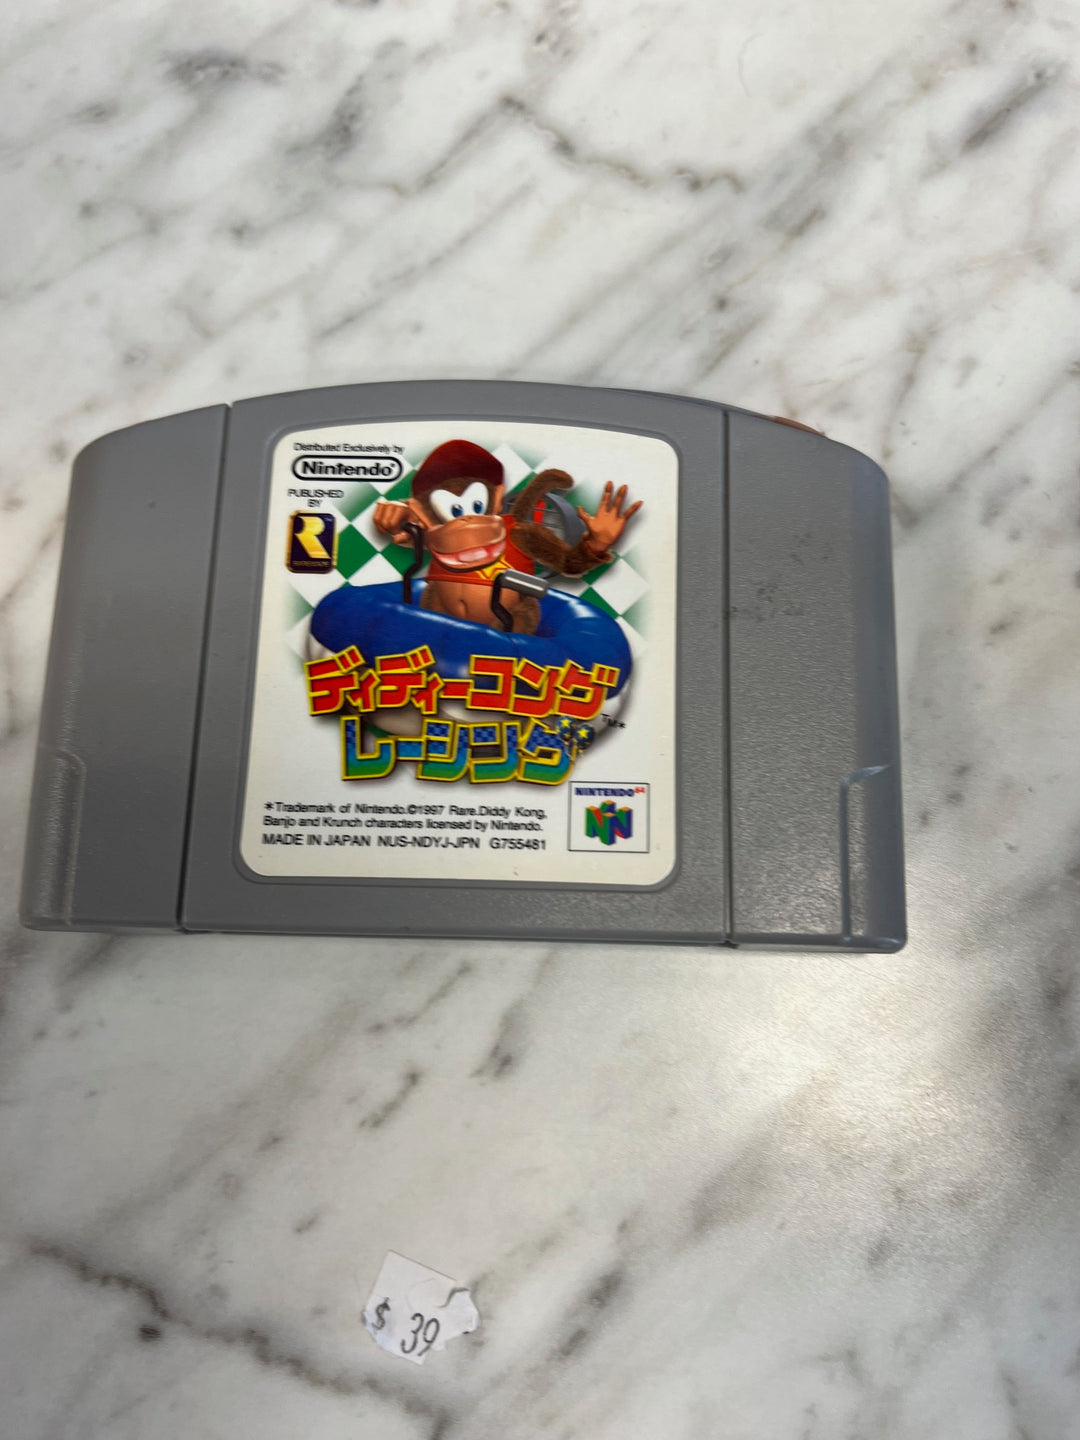 Distributed Exclusively by
Nintendo®
PUBLISHED
BY
R
ディディーコング
レーシング
TM*
*Trademark of Nintendo.©1997 Rare.Diddy Kong,
Banjo and Krunch characters licensed by Nintendo.
MADE IN JAPAN NUS-NDYJ-JPN G755481
NINTENDO64
N
$ 39